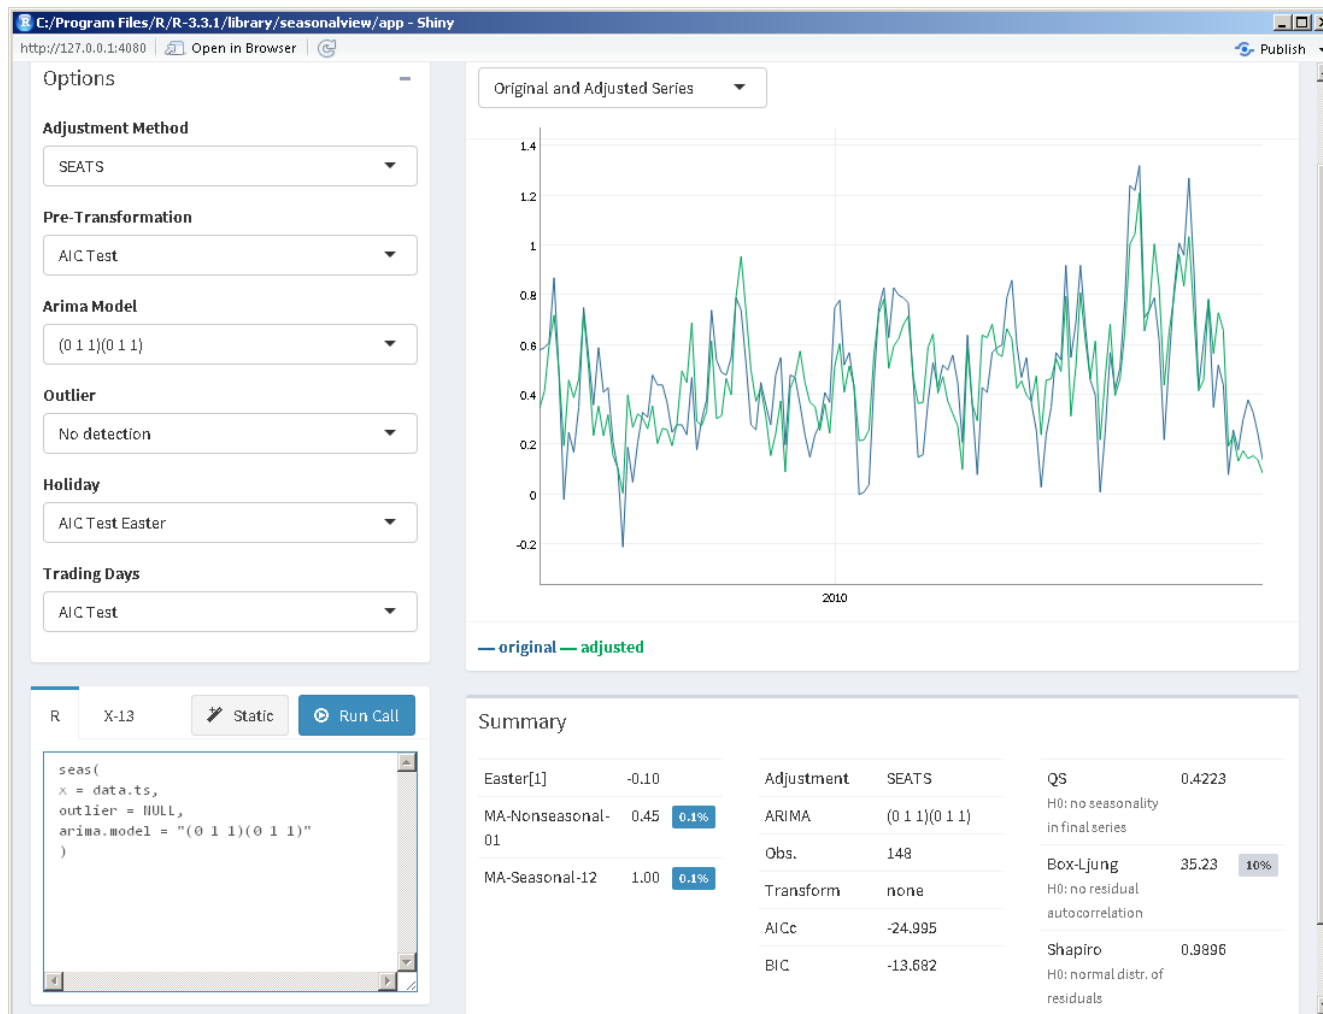 C:/Program Files/R/R-3.3.1/library/seasonalview/app - Shiny
http://127.0.0.1:4080 Open in Browser Publish
Options
Adjustment Method
SEATS
Pre-Transformation
AIC Test
Arima Model
(0 1 1)(0 1 1)
Outlier
No detection
Holiday
AIC Test Easter
Trading Days
AIC Test
R X-13 Static Run Call
seas(
x = data.ts,
outlier = NULL,
arima.model = "(0 1 1)(0 1 1)"
)
Original and Adjusted Series
1.4
1.2
1
0.8
0.6
0.4
0.2
0
-0.2
2010
original adjusted
Summary
Easter[1] -0.10
MA-Nonseasonal-01 0.45 0.1%
MA-Seasonal-12 1.00 0.1%
Adjustment SEATS
ARIMA (0 1 1)(0 1 1)
Obs. 148
Transform none
AICc -24.995
BIC -13.682
QS 0.4223
H0: no seasonality
in final series
Box-Ljung 35.23 10%
H0: no residual
autocorrelation
Shapiro 0.9896
H0: normal distr. of
residuals